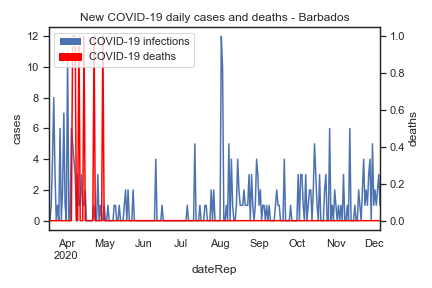 New COVID-19 daily cases and deaths - Barbados
COVID-19 infections
COVID-19 deaths
12
10
8
6
4
2
0
cases
1.0
0.8
0.6
0.4
0.2
0.0
deaths
Apr May Jun Jul Aug Sep Oct Nov Dec
2020
dateRep